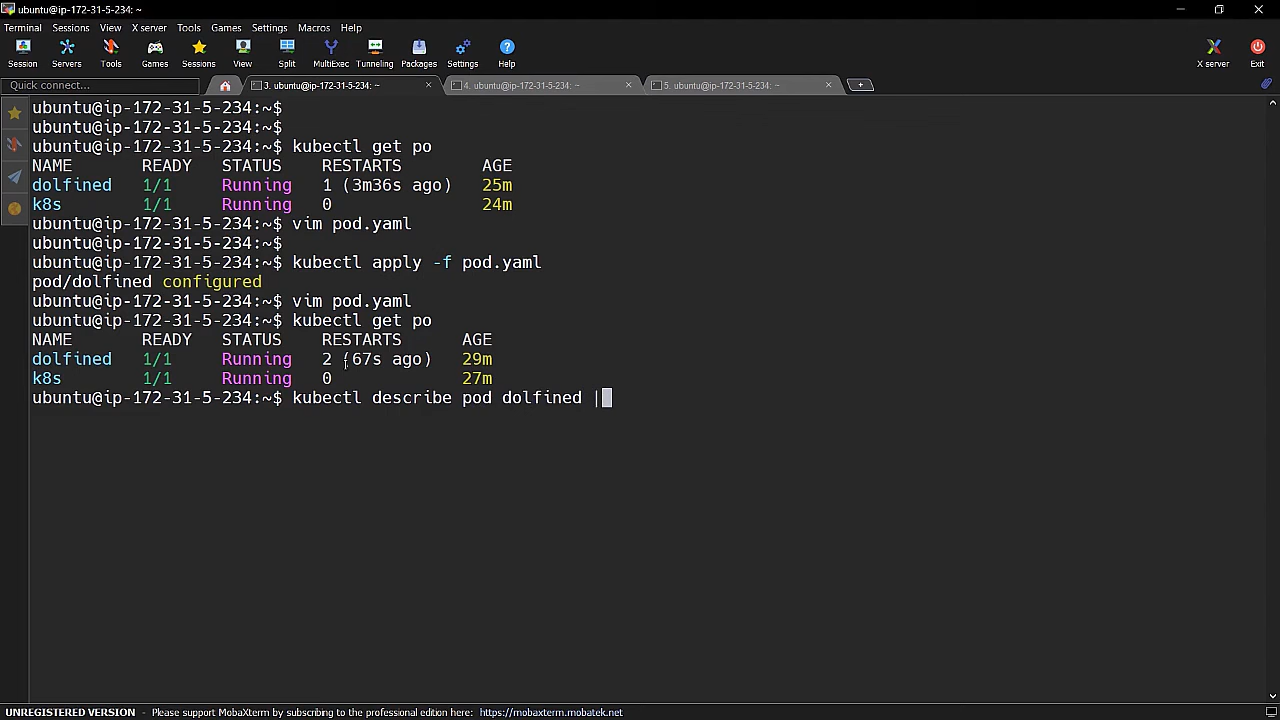 ubuntu@ip-172-31-5-234: ~
Terminal Sessions View X server Tools Games Settings Macros Help
Session Servers Tools Games Sessions View Split MultiExec Tunneling Packages Settings Help X server Exit
Quick connect...
3. ubuntu@ip-172-31-5-234: ~
4. ubuntu@ip-172-31-5-234: ~
5. ubuntu@ip-172-31-5-234: ~
ubuntu@ip-172-31-5-234:~$
ubuntu@ip-172-31-5-234:~$
ubuntu@ip-172-31-5-234:~$ kubectl get po
NAME READY STATUS RESTARTS AGE
dolfined 1/1 Running 1 (3m36s ago) 25m
k8s 1/1 Running 0 24m
ubuntu@ip-172-31-5-234:~$ vim pod.yaml
ubuntu@ip-172-31-5-234:~$
ubuntu@ip-172-31-5-234:~$ kubectl apply -f pod.yaml
pod/dolfined configured
ubuntu@ip-172-31-5-234:~$ vim pod.yaml
ubuntu@ip-172-31-5-234:~$ kubectl get po
NAME READY STATUS RESTARTS AGE
dolfined 1/1 Running 2 (67s ago) 29m
k8s 1/1 Running 0 27m
ubuntu@ip-172-31-5-234:~$ kubectl describe pod dolfined |
UNREGISTERED VERSION - Please support MobaXterm by subscribing to the professional edition here: https://mobaxterm.mobatek.net